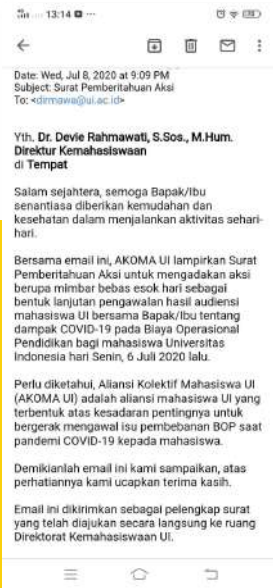 13:14
Date: Wed, Jul 8, 2020 at 9:09 PM
Subject: Surat Pemberitahuan Aksi
To: <dirmawa@ui.ac.id>
Yth. Dr. Devie Rahmawati, S.Sos., M.Hum.
Direktur Kemahasiswaan
di Tempat
Salam sejahtera, semoga Bapak/Ibu
senantiasa diberikan kemudahan dan
kesehatan dalam menjalankan aktivitas sehari-
hari.
Bersama email ini, AKOMA UI lampirkan Surat
Pemberitahuan Aksi untuk mengadakan aksi
berupa mimbar bebas esok hari sebagai
bentuk lanjutan pengawalan hasil audiensi
mahasiswa UI bersama Bapak/Ibu tentang
dampak COVID-19 pada Biaya Operasional
Pendidikan bagi mahasiswa Universitas
Indonesia hari Senin, 6 Juli 2020 lalu.
Perlu diketahui, Aliansi Kolektif Mahasiswa UI
(AKOMA UI) adalah aliansi mahasiswa UI yang
terbentuk atas kesadaran pentingnya untuk
bergerak mengawal isu pembebanan BOP saat
pandemi COVID-19 kepada mahasiswa.
Demikianlah email ini kami sampaikan, atas
perhatiannya kami ucapkan terima kasih.
Email ini dikirimkan sebagai pelengkap surat
yang telah diajukan secara langsung ke ruang
Direktorat Kemahasiswaan UI.